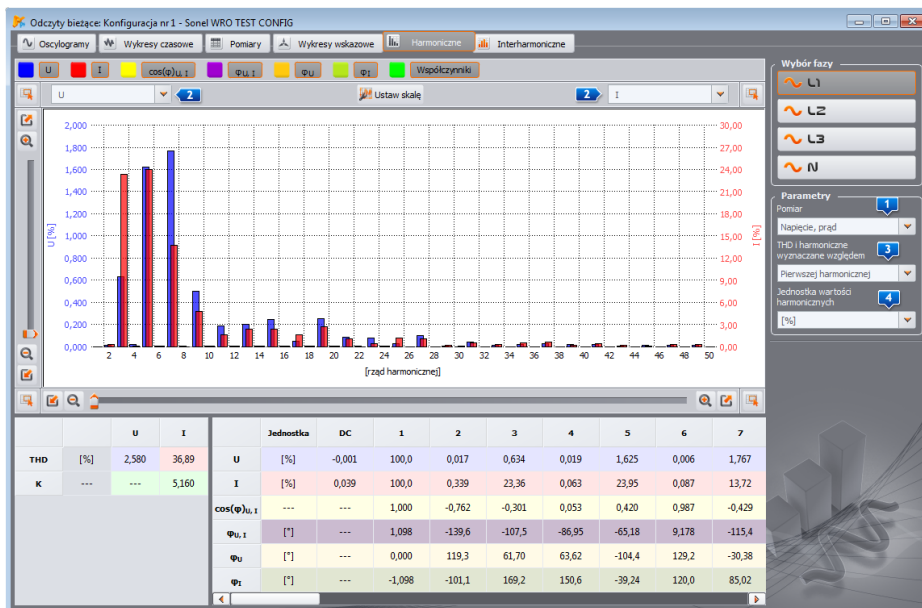 Odczyty bieżące: Konfiguracja nr 1 - Sonel WRO TEST CONFIG
Oscylogramy Wykresy czasowe Pomiary Wykresy wskazowe Harmoniczne Interharmoniczne
U I cos(φ)U, I φU, I φU φI Współczynniki
U 2 Ustaw skalę 2 I
2,000 30,00
1,800 27,00
1,600 24,00
1,400 21,00
1,200 18,00
1,000 15,00
0,800 12,00
0,600 9,00
0,400 6,00
0,200 3,00
0,000 0,00
U [%]
I [%]
2 4 6 8 10 12 14 16 18 20 22 24 26 28 30 32 34 36 38 40 42 44 46 48 50
[rząd harmonicznej]
Wybór fazy
L1
L2
L3
N
Parametry
Pomiar 1
Napięcie, prąd
THD i harmoniczne
wyznaczane względem 3
Pierwszej harmonicznej
Jednostka wartości
harmonicznych 4
[%]
U I
THD [%] 2,580 36,89
K --- --- 5,160
Jednostka DC 1 2 3 4 5 6 7
U [%] -0,001 100,0 0,017 0,634 0,019 1,625 0,006 1,767
I [%] 0,039 100,0 0,339 23,36 0,063 23,95 0,087 13,72
cos(φ)U, I --- --- 1,000 -0,762 -0,301 0,053 0,420 0,987 -0,429
φU, I [°] --- 1,098 -139,6 -107,5 -86,95 -65,18 9,178 -115,4
φU [°] --- 0,000 119,3 61,70 63,62 -104,4 129,2 -30,38
φI [°] --- -1,098 -101,1 169,2 150,6 -39,24 120,0 85,02